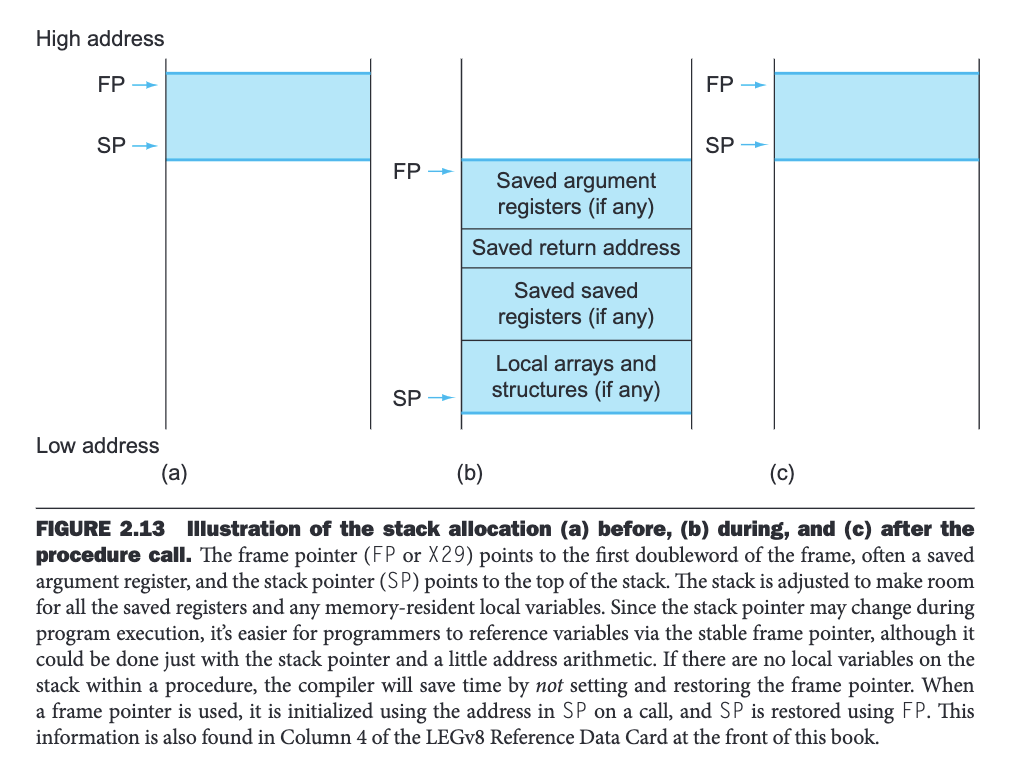 High address
FP
SP
FP
SP
FP
Saved argument
registers (if any)
Saved return address
Saved saved
registers (if any)
Local arrays and
structures (if any)
SP
Low address
(a)
(b)
(c)
FIGURE 2.13 Illustration of the stack allocation (a) before, (b) during, and (c) after the
procedure call. The frame pointer (FP or X29) points to the first doubleword of the frame, often a saved
argument register, and the stack pointer (SP) points to the top of the stack. The stack is adjusted to make room
for all the saved registers and any memory-resident local variables. Since the stack pointer may change during
program execution, it's easier for programmers to reference variables via the stable frame pointer, although it
could be done just with the stack pointer and a little address arithmetic. If there are no local variables on the
stack within a procedure, the compiler will save time by not setting and restoring the frame pointer. When
a frame pointer is used, it is initialized using the address in SP on a call, and SP is restored using FP. This
information is also found in Column 4 of the LEGv8 Reference Data Card at the front of this book.